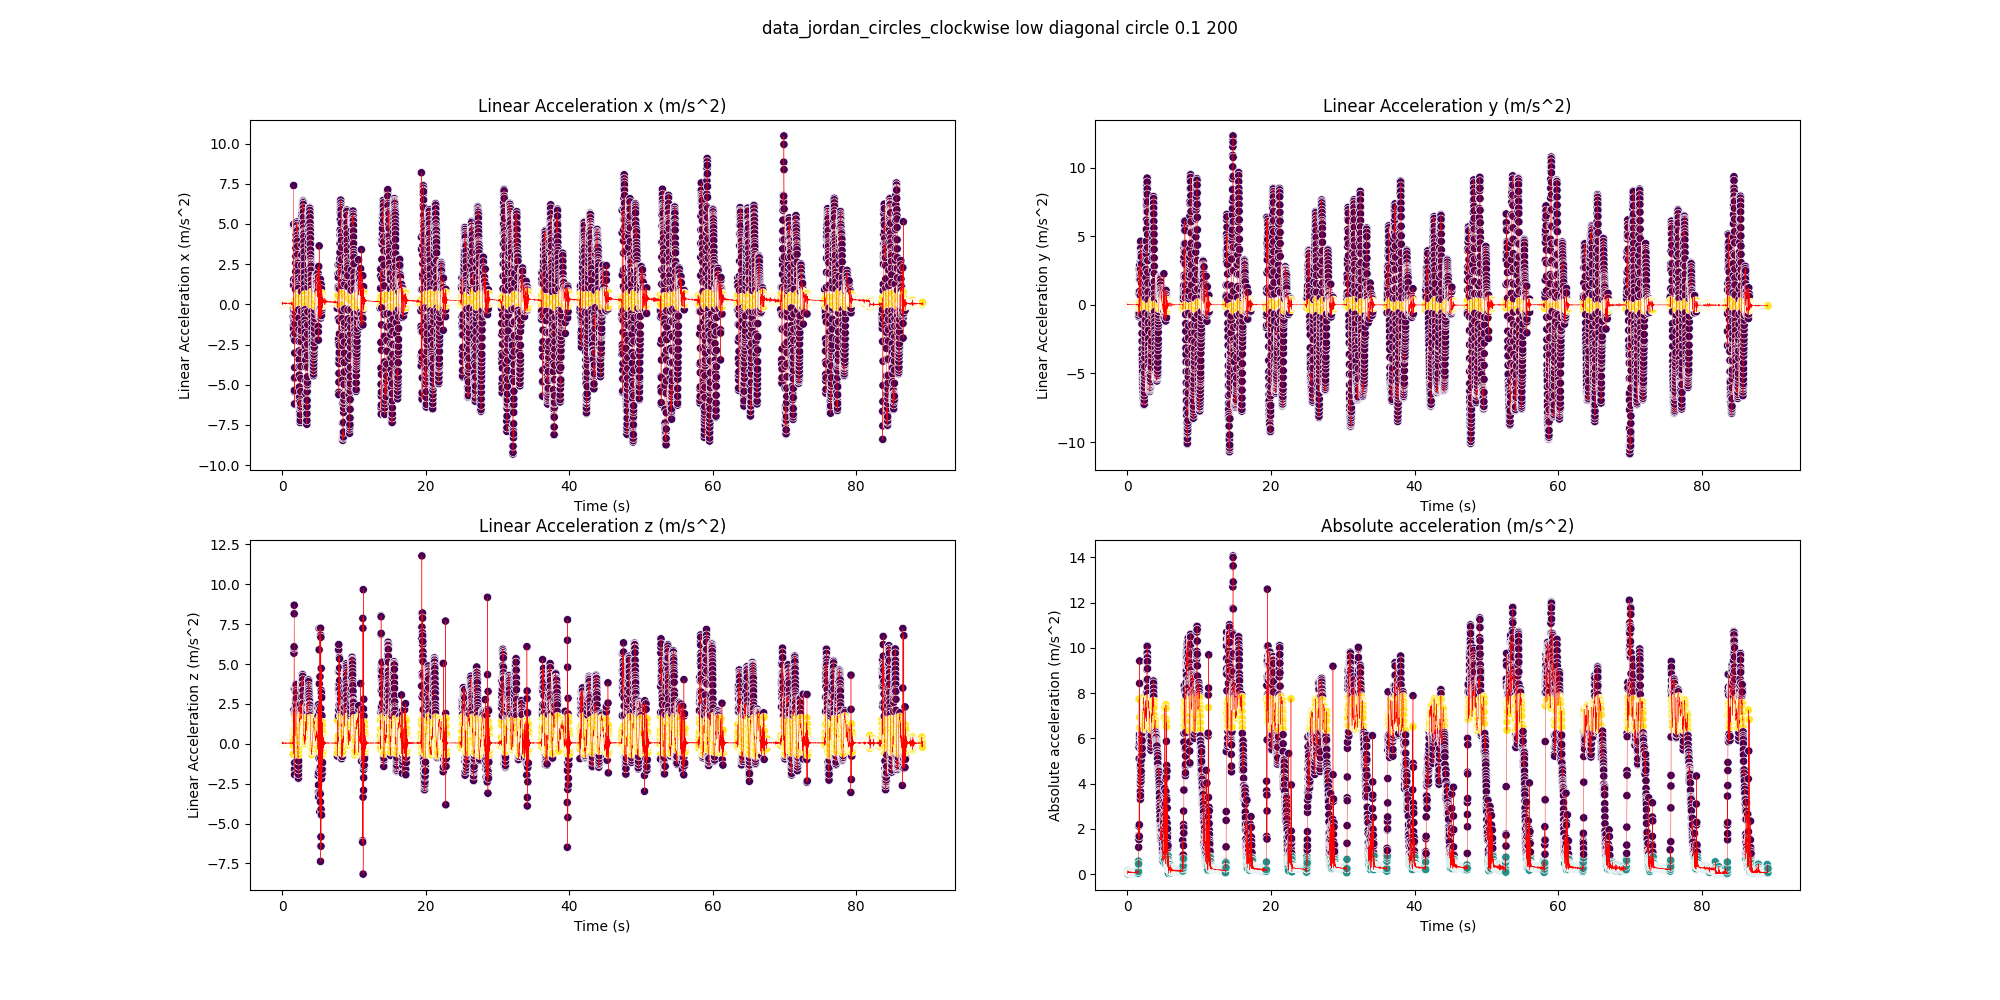 data_jordan_circles_clockwise low diagonal circle 0.1 200
Linear Acceleration x (m/s^2)
Linear Acceleration x (m/s^2)
10.0
7.5
5.0
2.5
0.0
−2.5
−5.0
−7.5
−10.0
0 20 40 60 80
Time (s)
Linear Acceleration y (m/s^2)
Linear Acceleration y (m/s^2)
10
5
0
−5
−10
0 20 40 60 80
Time (s)
Linear Acceleration z (m/s^2)
Linear Acceleration z (m/s^2)
12.5
10.0
7.5
5.0
2.5
0.0
−2.5
−5.0
−7.5
0 20 40 60 80
Time (s)
Absolute acceleration (m/s^2)
Absolute acceleration (m/s^2)
14
12
10
8
6
4
2
0
0 20 40 60 80
Time (s)